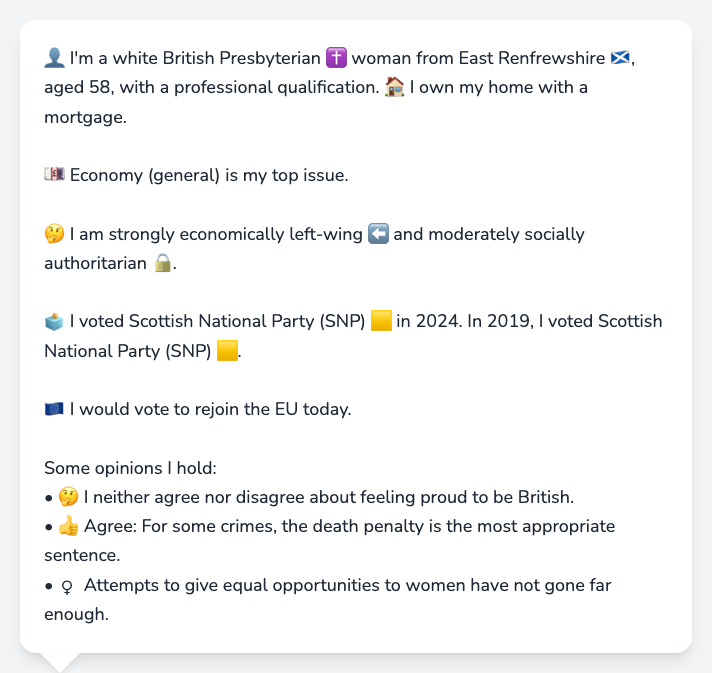 👤 I'm a white British Presbyterian ✝️ woman from East Renfrewshire 🏴󠁧󠁢󠁳󠁣󠁴󠁿,
aged 58, with a professional qualification. 🏠 I own my home with a
mortgage.
💷 Economy (general) is my top issue.
🤔 I am strongly economically left-wing ⬅️ and moderately socially
authoritarian 🔒.
🗳️ I voted Scottish National Party (SNP) 🟨 in 2024. In 2019, I voted Scottish
National Party (SNP) 🟨.
🇪🇺 I would vote to rejoin the EU today.
Some opinions I hold:
• 🤔 I neither agree nor disagree about feeling proud to be British.
• 👍 Agree: For some crimes, the death penalty is the most appropriate
sentence.
• ♀ Attempts to give equal opportunities to women have not gone far
enough.